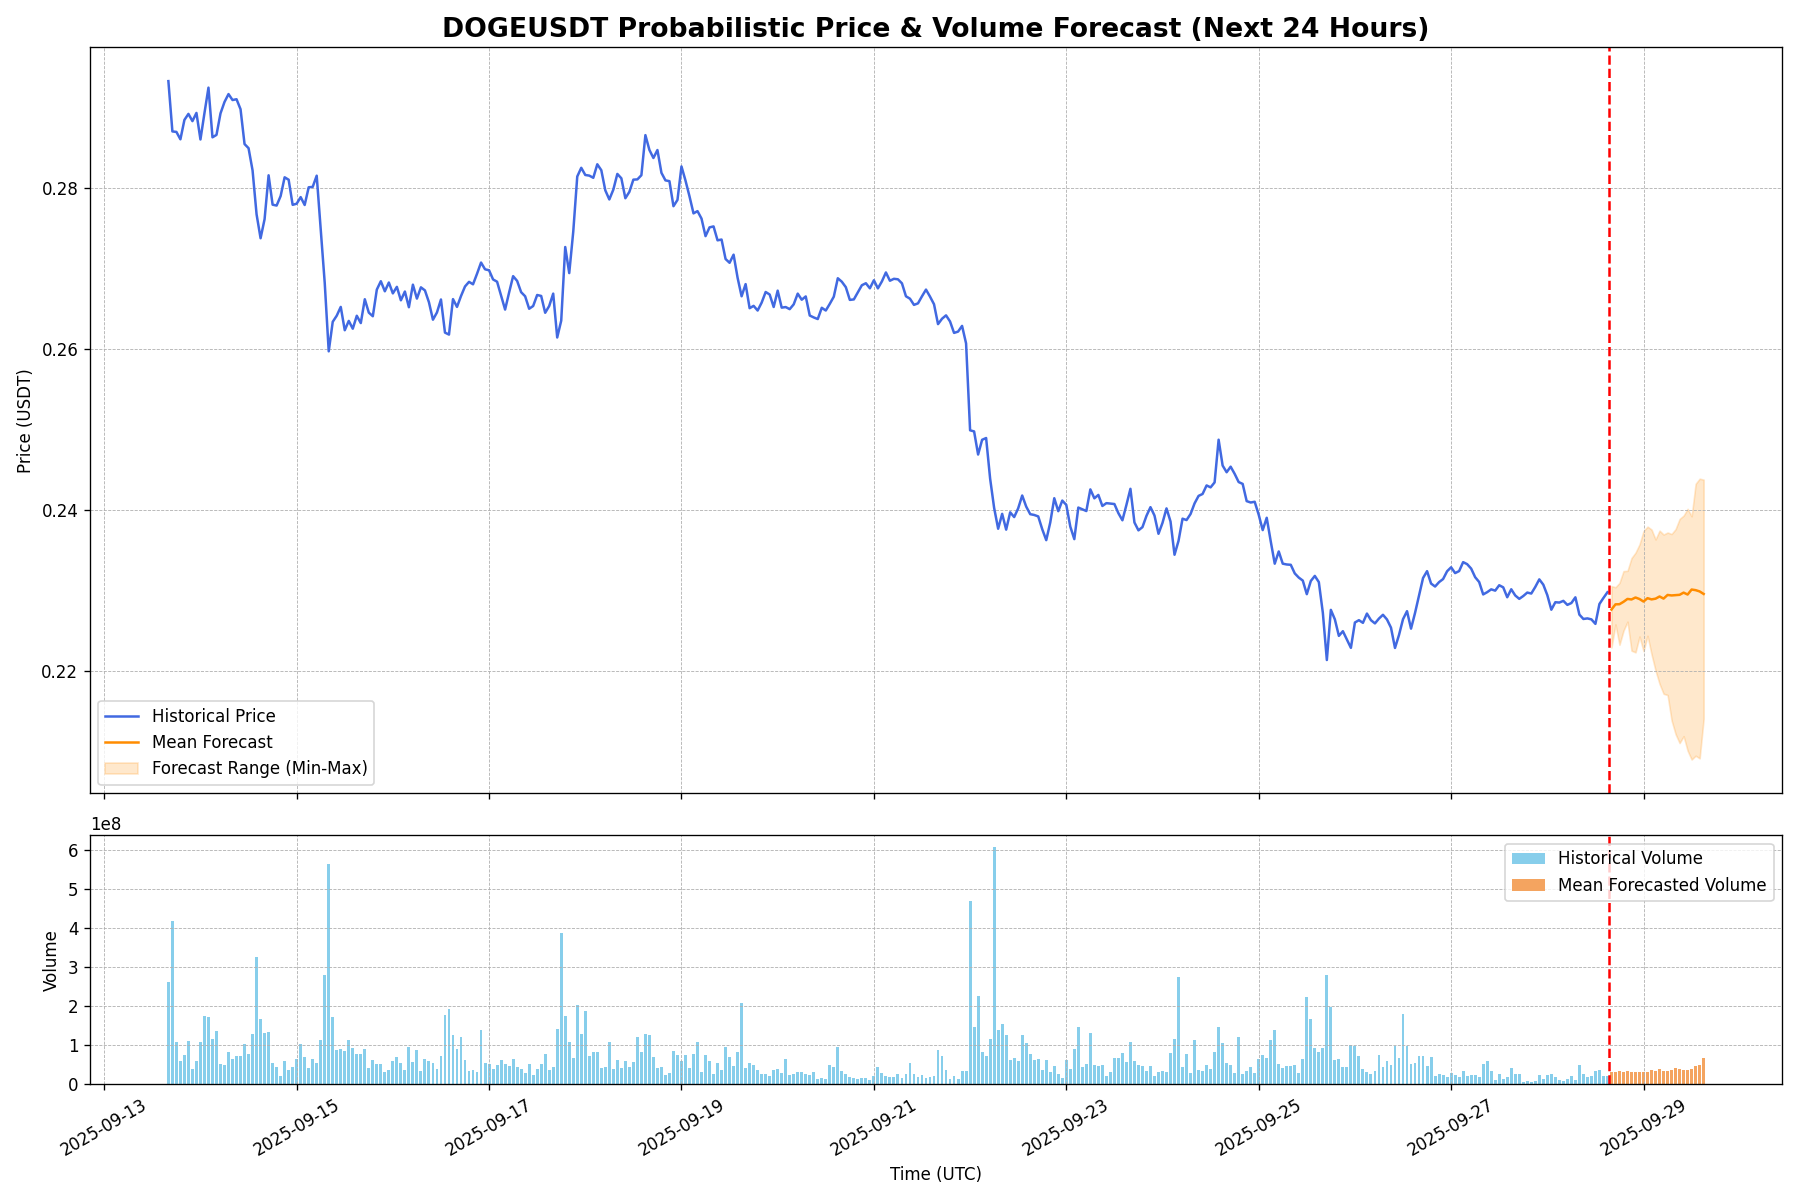 DOGEUSDT Probabilistic Price & Volume Forecast (Next 24 Hours)
Price (USDT)
0.28
0.26
0.24
0.22
Historical Price
Mean Forecast
Forecast Range (Min-Max)
1e8
Volume
6
5
4
3
2
1
0
Historical Volume
Mean Forecasted Volume
2025-09-13
2025-09-15
2025-09-17
2025-09-19
2025-09-21
2025-09-23
2025-09-25
2025-09-27
2025-09-29
Time (UTC)